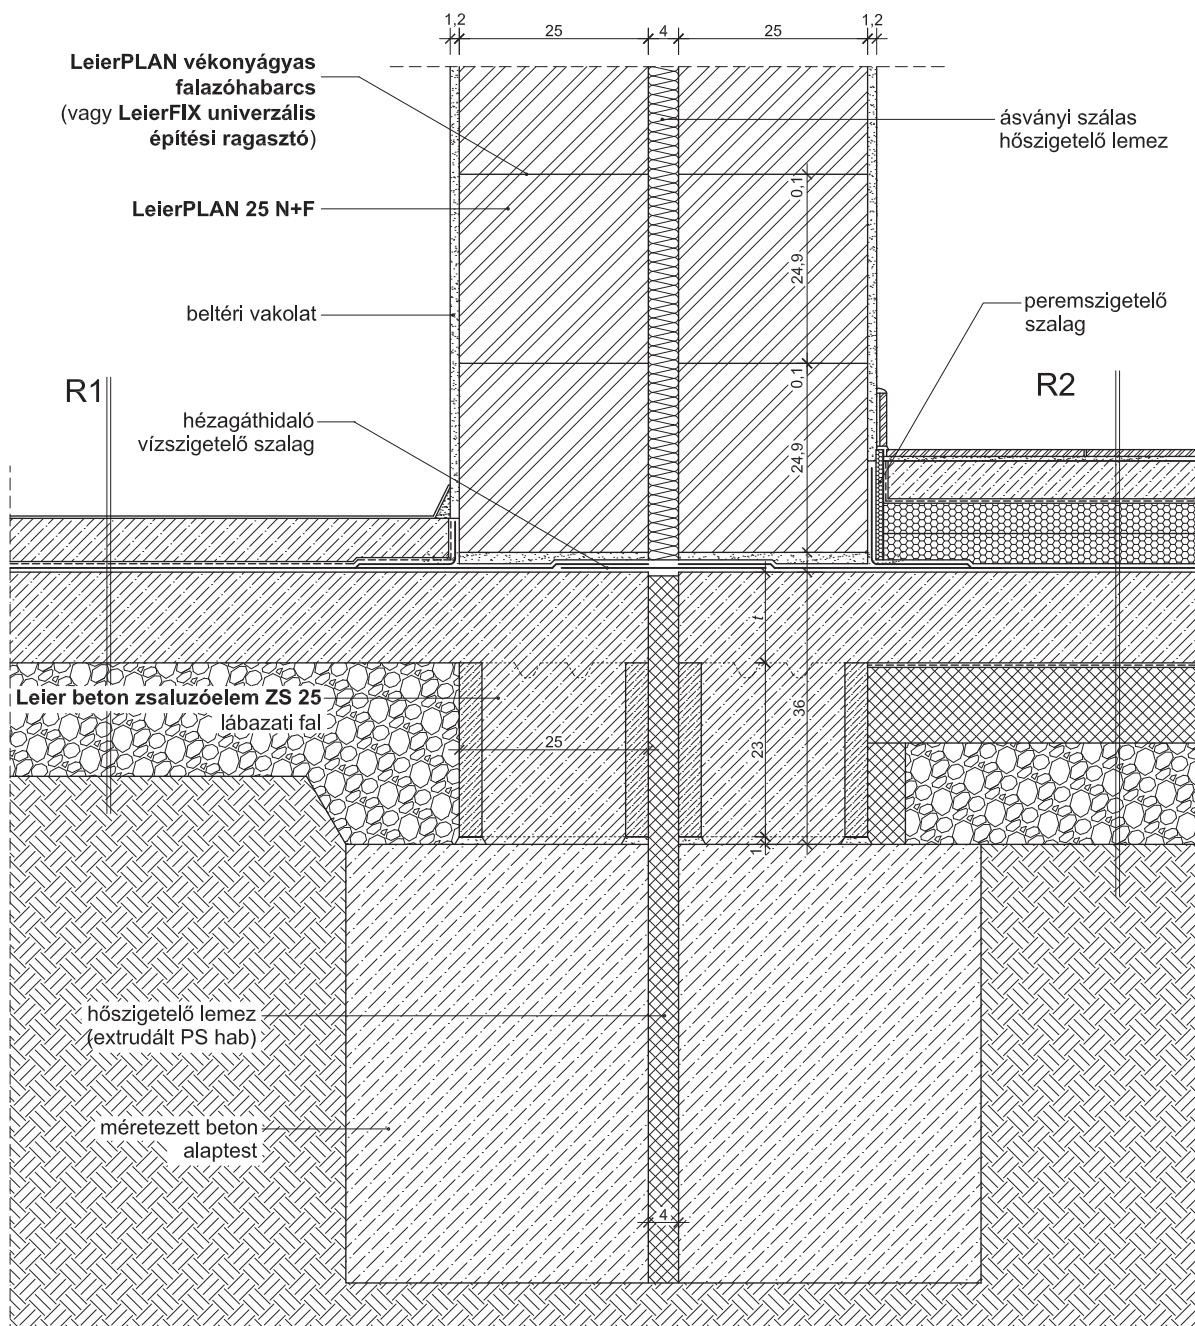 1,2
25
4
25
1,2
LeierPLAN vékonyágyas
falazóhabarcs
(vagy LeierFIX univerzális
építési ragasztó)
ásványi szálas
hőszigetelő lemez
0,1
LeierPLAN 25 N+F
24,9
beltéri vakolat
peremszigetelő
szalag
R1
0,1
R2
hézagáthidaló
vízszigetelő szalag
24,9
t
Leier beton zsaluzóelem ZS 25
lábazati fal
36
25
23
1
hőszigetelő lemez
(extrudált PS hab)
méretezett beton
alaptest
4